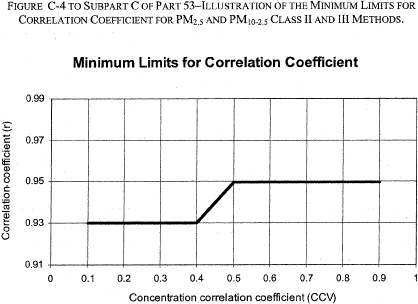 FIGURE C-4 TO SUBPART C OF PART 53–ILLUSTRATION OF THE MINIMUM LIMITS FOR
CORRELATION COEFFICIENT FOR PM2.5 AND PM10-2.5 CLASS II AND III METHODS.
Minimum Limits for Correlation Coefficient
0.99
0.97
0.95
0.93
0.91
Correlation coefficient (r)
0 0.1 0.2 0.3 0.4 0.5 0.6 0.7 0.8 0.9 1
Concentration correlation coefficient (CCV)